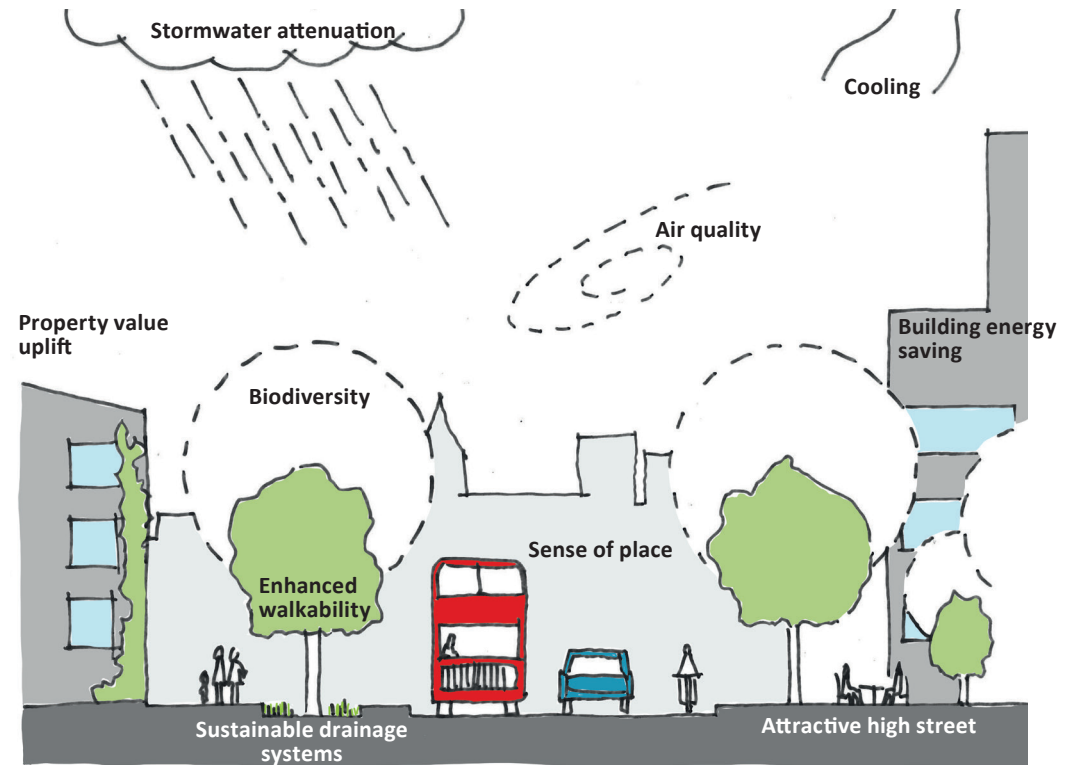 Stormwater attenuation
Cooling
Air quality
Property value
uplift
Building energy
saving
Biodiversity
Sense of place
Enhanced
walkability
Sustainable drainage
systems
Attractive high street